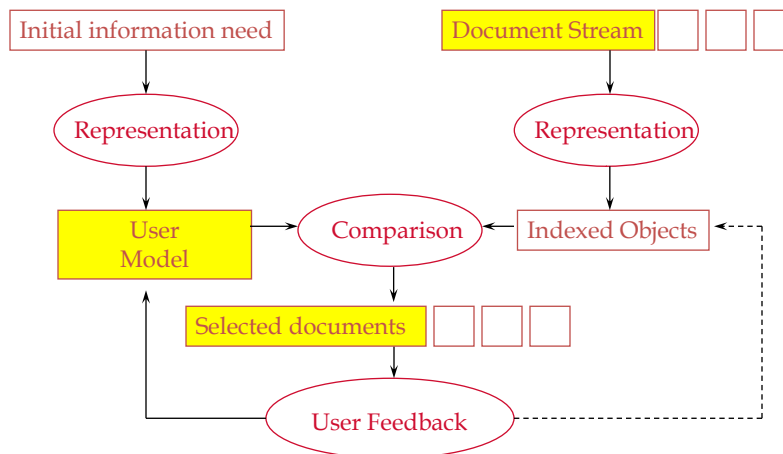 Initial information need
Document Stream
Representation
Representation
User
Model
Comparison
Indexed Objects
Selected documents
User Feedback